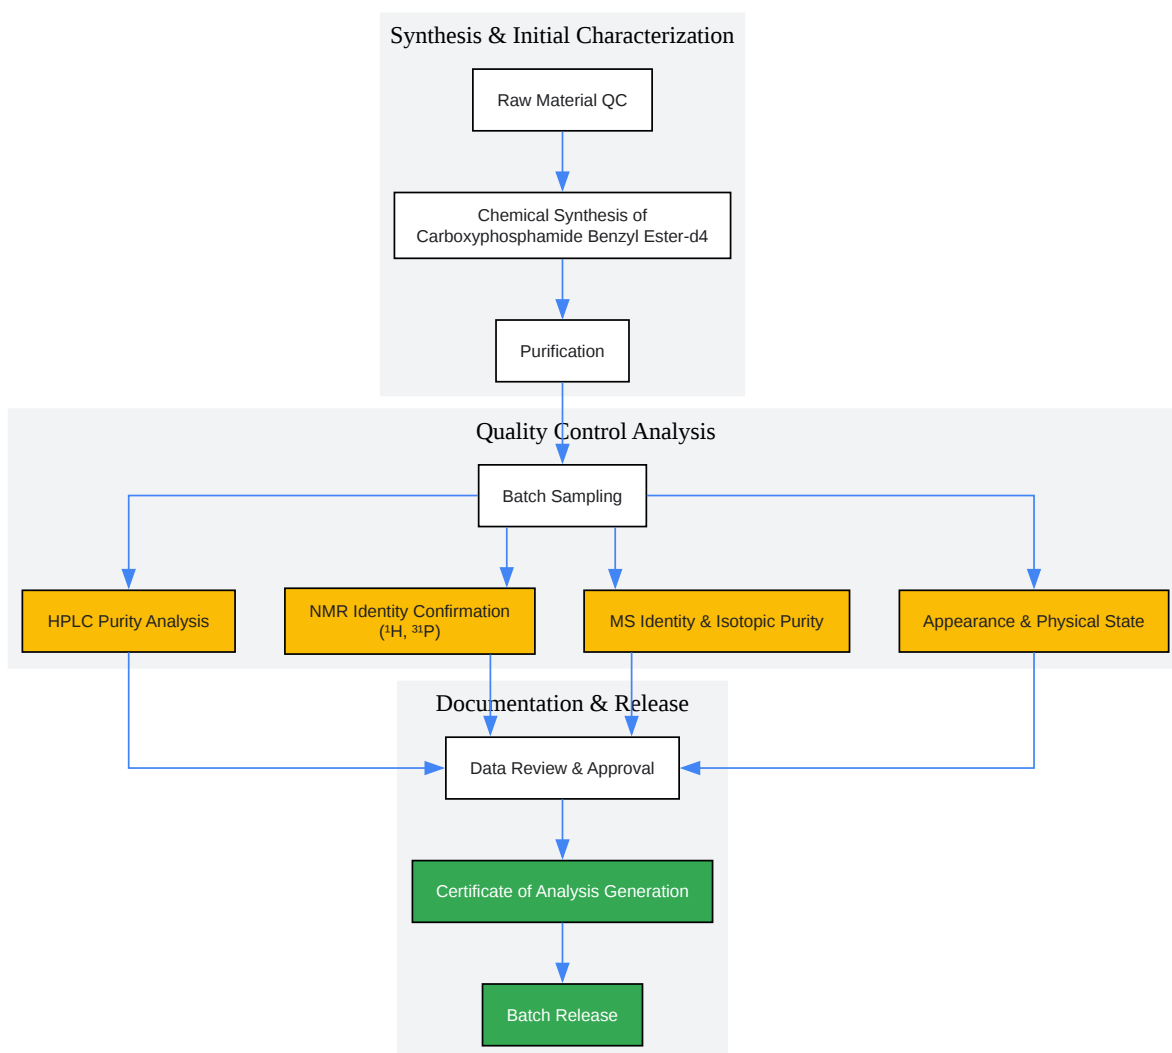 Synthesis & Initial Characterization
Raw Material QC
Chemical Synthesis of
Carboxyphosphamide Benzyl Ester-d4
Purification
Quality Control Analysis
Batch Sampling
HPLC Purity Analysis
NMR Identity Confirmation
(¹H, ³¹P)
MS Identity & Isotopic Purity
Appearance & Physical State
Documentation & Release
Data Review & Approval
Certificate of Analysis Generation
Batch Release